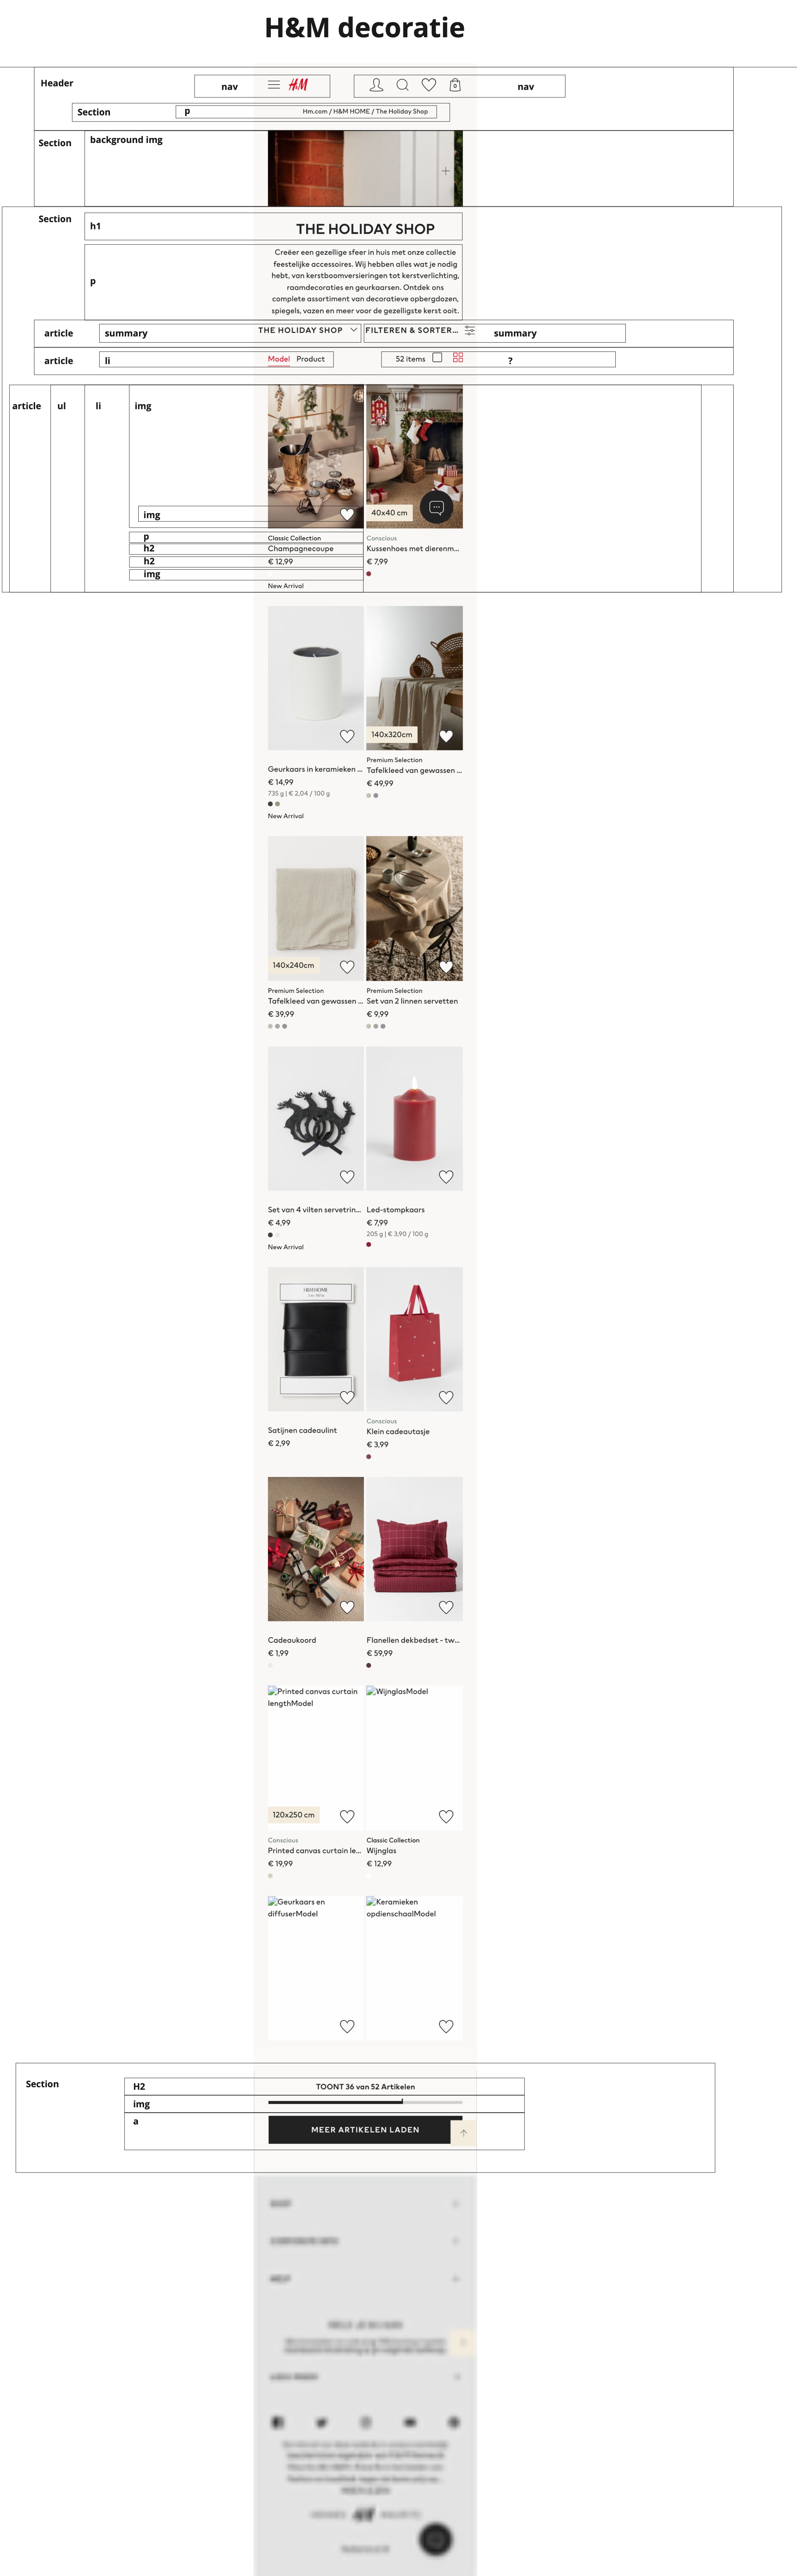 H&M decoratie
Header
nav
H&M
0
nav
Section
p
Hm.com / H&M HOME / The Holiday Shop
Section
background img
Section
h1
THE HOLIDAY SHOP
p
Creëer een gezellige sfeer in huis met onze collectie
feestelijke accessoires. Wij hebben alles wat je nodig
hebt, van kerstboomversieringen tot kerstverlichting,
raamdecoraties en geurkaarsen. Ontdek ons
complete assortiment van decoratieve opbergdozen,
spiegels, vazen en meer voor de gezelligste kerst ooit.
article
summary
THE HOLIDAY SHOP
FILTEREN & SORTER...
summary
article
li
Model Product
52 items
?
article
ul
li
img
img
40x40 cm
p
h2
h2
img
Classic Collection
Champagnecoupe
€ 12,99
New Arrival
Conscious
Kussenhoes met dierenm...
€ 7,99
140x320cm
Geurkaars in keramieken ...
€ 14,99
735 g | € 2,04 / 100 g
New Arrival
Premium Selection
Tafelkleed van gewassen ...
€ 49,99
140x240cm
Premium Selection
Tafelkleed van gewassen ...
€ 39,99
Premium Selection
Set van 2 linnen servetten
€ 9,99
Set van 4 vilten servetrin...
€ 4,99
New Arrival
Led-stompkaars
€ 7,99
205 g | € 3,90 / 100 g
H&M HOME
Satijnen cadeaulint
€ 2,99
Conscious
Klein cadeautasje
€ 3,99
Cadeaukoord
€ 1,99
Flanellen dekbedset - tw...
€ 59,99
Printed canvas curtain
lengthModel
WijnglasModel
120x250 cm
Conscious
Printed canvas curtain le...
€ 19,99
Classic Collection
Wijnglas
€ 12,99
Geurkaars en
diffuserModel
Keramieken
opdienschaalModel
Section
H2
TOONT 36 van 52 Artikelen
img
a
MEER ARTIKELEN LADEN